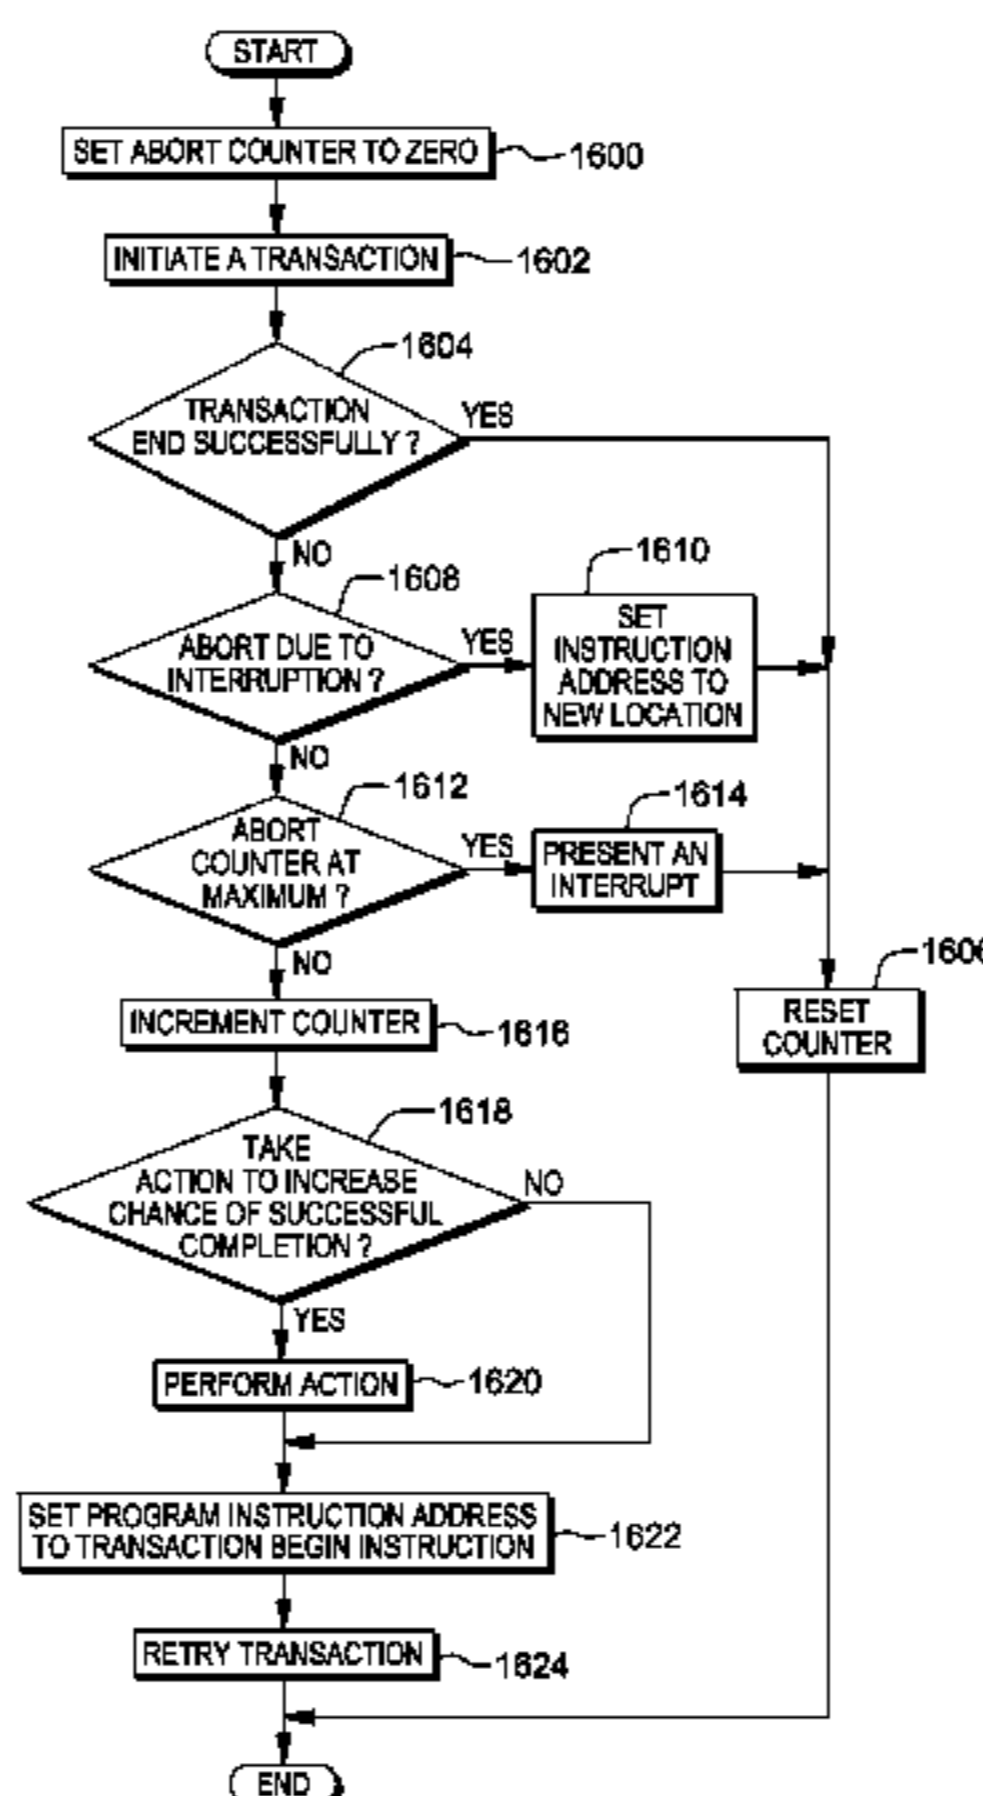 START
SET ABORT COUNTER TO ZERO
1600
INITIATE A TRANSACTION
1602
1604
TRANSACTION
END SUCCESSFULLY ?
YES
NO
1608
ABORT DUE TO
INTERRUPTION ?
YES
1610
SET
INSTRUCTION
ADDRESS TO
NEW LOCATION
NO
1612
ABORT
COUNTER AT
MAXIMUM ?
YES
1614
PRESENT AN
INTERRUPT
NO
1606
RESET
COUNTER
INCREMENT COUNTER
1616
1618
TAKE
ACTION TO INCREASE
CHANCE OF SUCCESSFUL
COMPLETION ?
NO
YES
PERFORM ACTION
1620
SET PROGRAM INSTRUCTION ADDRESS
TO TRANSACTION BEGIN INSTRUCTION
1622
RETRY TRANSACTION
1624
END